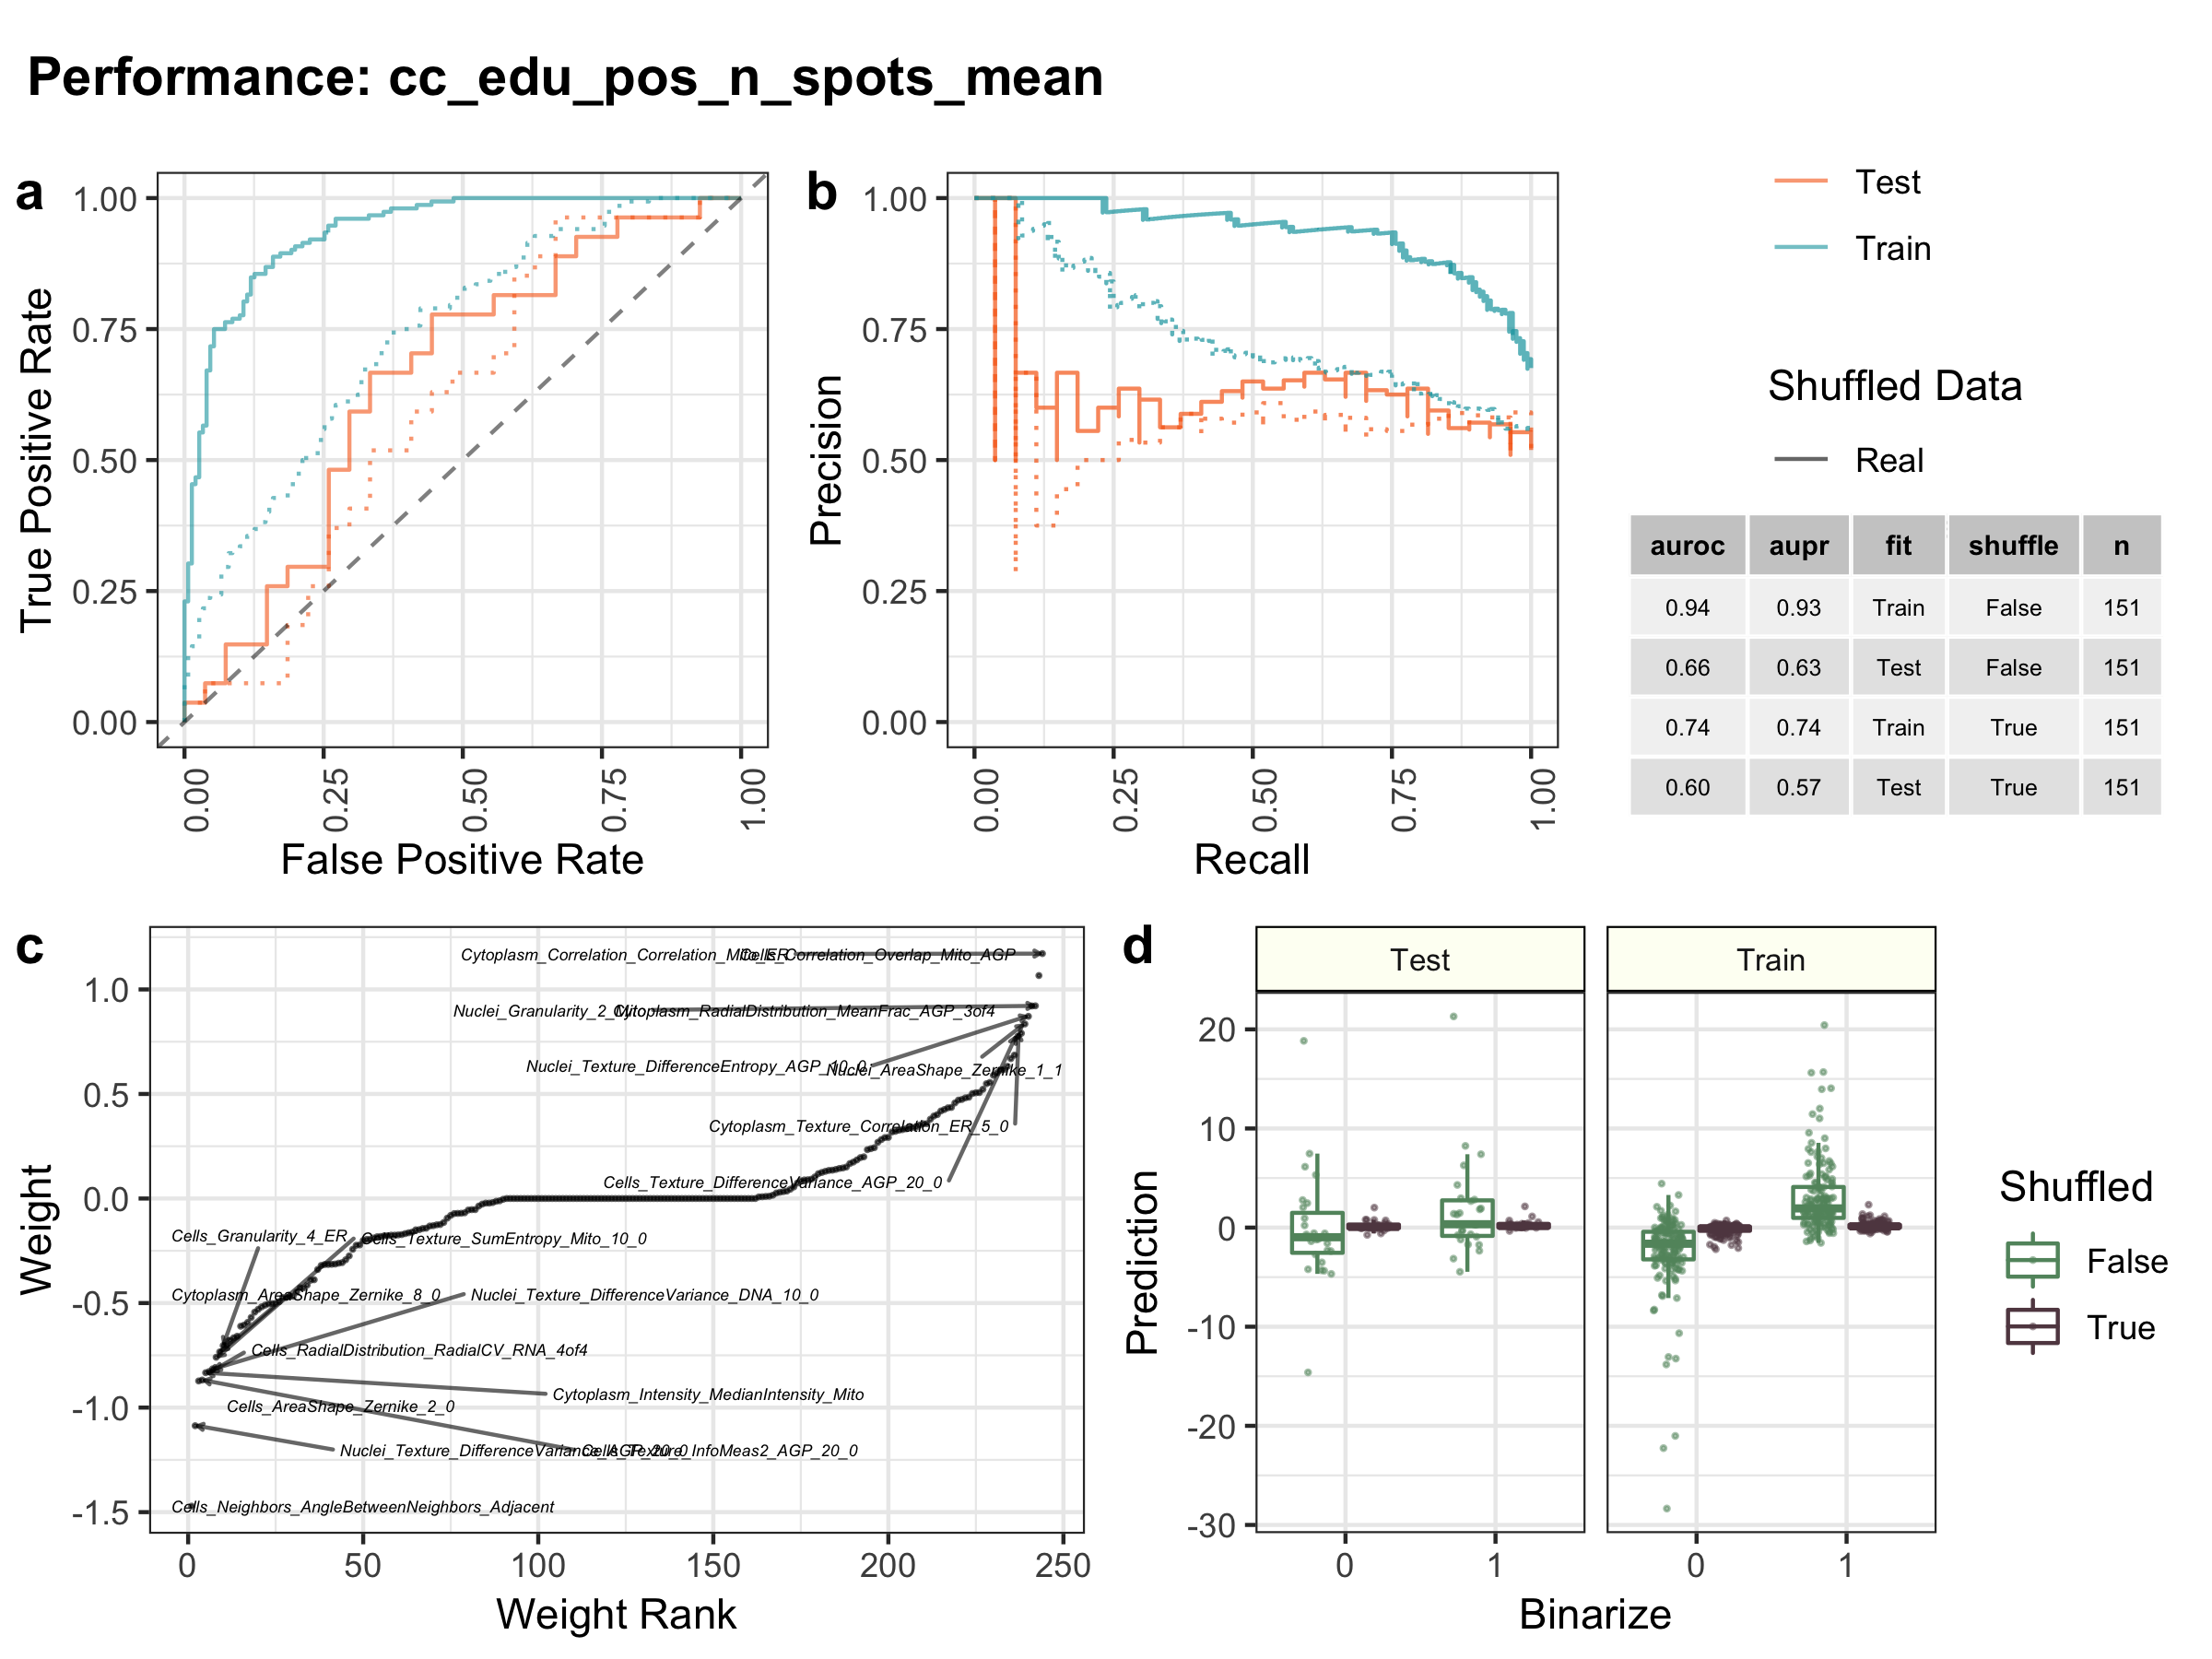 Performance: cc_edu_pos_n_spots_mean
a
True Positive Rate
1.00
0.75
0.50
0.25
0.00
0.00
0.25
0.50
0.75
1.00
False Positive Rate
b
Precision
1.00
0.75
0.50
0.25
0.00
0.00
0.25
0.50
0.75
1.00
Recall
Test
Train
Shuffled Data
Real
auroc aupr fit shuffle n
0.94 0.93 Train False 151
0.66 0.63 Test False 151
0.74 0.74 Train True 151
0.60 0.57 Test True 151
c
Weight
1.0
0.5
0.0
-0.5
-1.0
-1.5
Cytoplasm_Correlation_Correlation_Mito_ER
Cells_Correlation_Overlap_Mito_AGP
Nuclei_Granularity_2_Mito
Cytoplasm_RadialDistribution_MeanFrac_AGP_3of4
Nuclei_Texture_DifferenceEntropy_AGP_10_0
Nuclei_AreaShape_Zernike_1_1
Cytoplasm_Texture_Correlation_ER_5_0
Cells_Texture_DifferenceVariance_AGP_20_0
Cells_Granularity_4_ER
Cells_Texture_SumEntropy_Mito_10_0
Cytoplasm_AreaShape_Zernike_8_0
Nuclei_Texture_DifferenceVariance_DNA_10_0
Cells_RadialDistribution_RadialCV_RNA_4of4
Cytoplasm_Intensity_MedianIntensity_Mito
Cells_AreaShape_Zernike_2_0
Nuclei_Texture_DifferenceVariance_AGP_20_0
Cells_Texture_InfoMeas2_AGP_20_0
Cells_Neighbors_AngleBetweenNeighbors_Adjacent
0
50
100
150
200
250
Weight Rank
d
Test
Train
Prediction
20
10
0
-10
-20
-30
0
1
0
1
Binarize
Shuffled
False
True